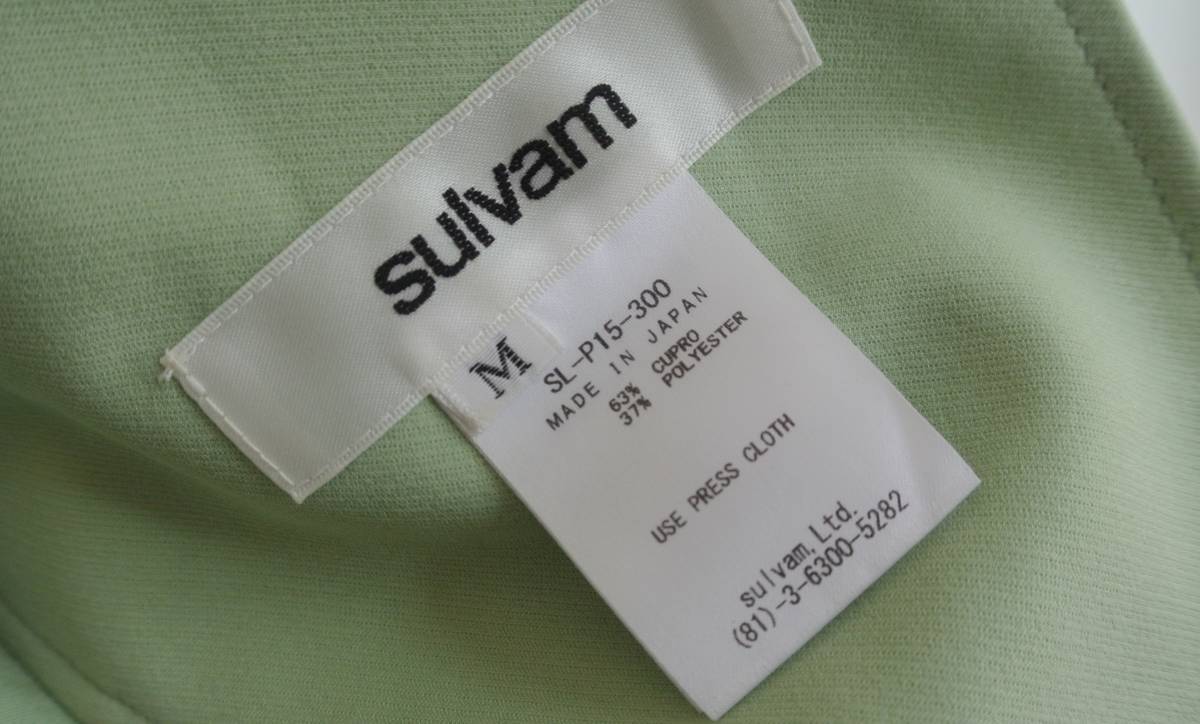 sulvam
M
SL-P15-300
MADE IN JAPAN
63% CUPRO
37% POLYESTER
USE PRESS CLOTH
sulvam,Ltd.
(81)-3-6300-5282